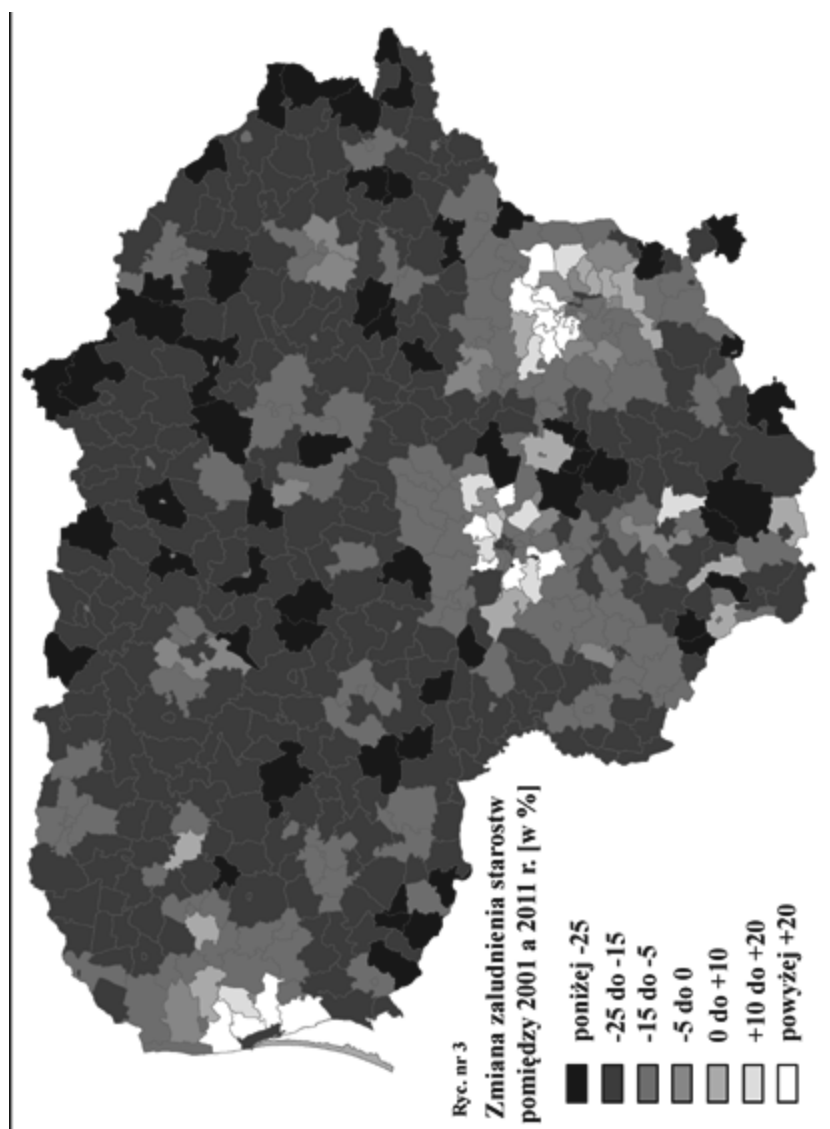 Ryc. nr 3
Zmiana zaludnienia starostw
pomiędzy 2001 a 2011 r. [w %]
poniżej -25
-25 do -15
-15 do -5
-5 do 0
0 do +10
+10 do +20
powyżej +20